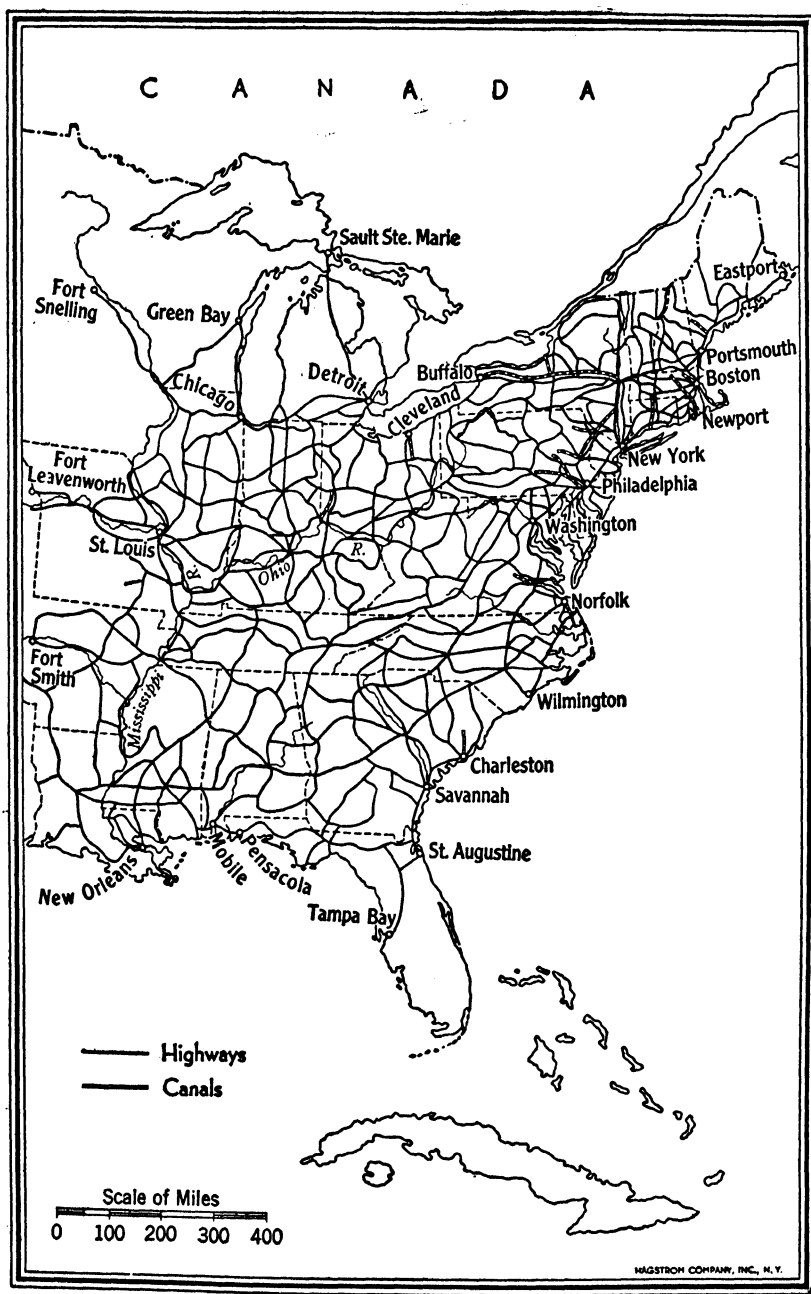 C A N A D A
Sault Ste. Marie
Eastport
Fort
Snelling
Green Bay
Portsmouth
Chicago
Detroit
Buffalo
Boston
Cleveland
Newport
New York
Fort
Leavenworth
Philadelphia
Washington
St. Louis
R.
Ohio
R.
Norfolk
Fort
Smith
Mississippi
Wilmington
Charleston
Savannah
St. Augustine
New Orleans
Mobile
Pensacola
Tampa Bay
Highways
Canals
Scale of Miles
0 100 200 300 400
HAGSTROM COMPANY, INC., N. Y.